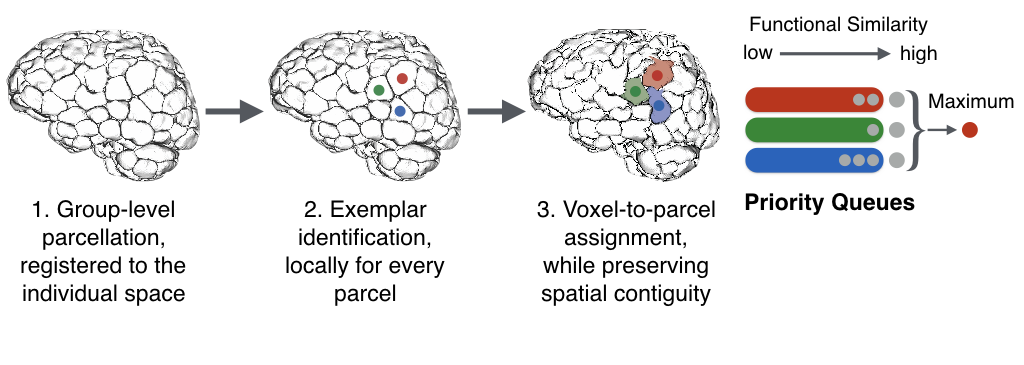 1. Group-level
parcellation,
registered to the
individual space
2. Exemplar
identification,
locally for every
parcel
3. Voxel-to-parcel
assignment,
while preserving
spatial contiguity
Functional Similarity
low high
Maximum
Priority Queues